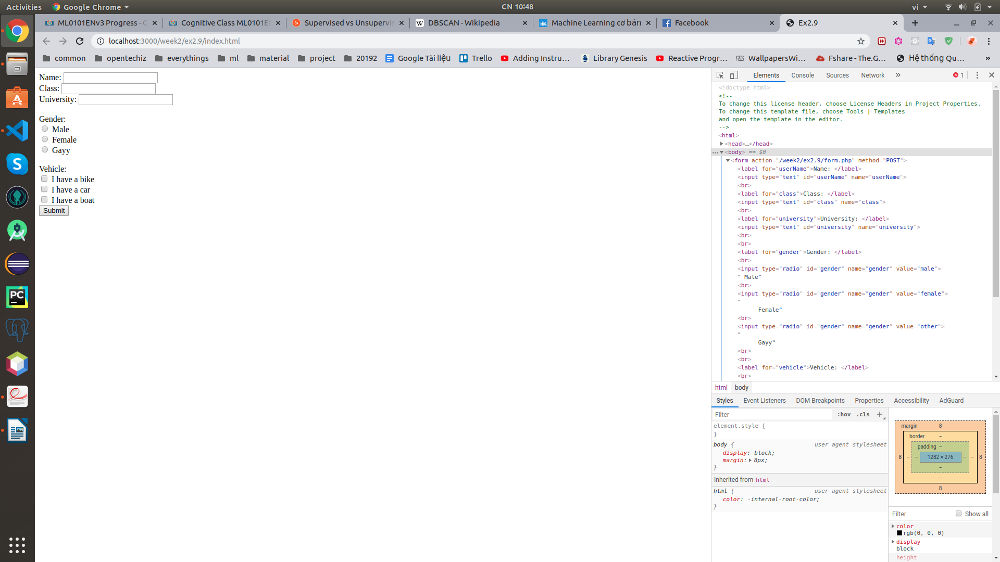 Activities
Google Chrome
CN 10:48
vi
ML0101ENv3 Progress - C
Cognitive Class ML0101E
Supervised vs Unsupervis
DBSCAN - Wikipedia
Machine Learning cơ bản
Facebook
Ex2.9
localhost:3000/week2/ex2.9/index.html
common
opentechiz
everythings
ml
material
project
20192
Google Tài liệu
Trello
Adding Instru…
Library Genesis
Reactive Progr…
WallpapersWi…
Fshare - The.G…
Hệ thống Qu…
»
Name:
Class:
University:
Gender:
Male
Female
Gayy
Vehicle:
I have a bike
I have a car
I have a boat
Submit
Elements
Console
Sources
Network
»
1
<!doctype html>
<!--
To change this license header, choose License Headers in Project Properties.
To change this template file, choose Tools | Templates
and open the template in the editor.
-->
<html>
<head>…</head>
<body> == $0
<form action="/week2/ex2.9/form.php" method="POST">
<label for="userName">Name: </label>
<input type="text" id="userName" name="userName">
<br>
<label for="class">Class: </label>
<input type="text" id="class" name="class">
<br>
<label for="university">University: </label>
<input type="text" id="university" name="university">
<br>
<br>
<label for="gender">Gender: </label>
<br>
<input type="radio" id="gender" name="gender" value="male">
" Male"
<br>
<input type="radio" id="gender" name="gender" value="female">
"
Female"
<br>
<input type="radio" id="gender" name="gender" value="other">
"
Gayy"
<br>
<br>
<label for="vehicle">Vehicle: </label>
<br>
html
body
Styles
Event Listeners
DOM Breakpoints
Properties
Accessibility
AdGuard
Filter
:hov
.cls
element.style {
}
body {
user agent stylesheet
display: block;
margin: 8px;
}
Inherited from html
html {
user agent stylesheet
color: -internal-root-color;
}
margin
8
border
–
padding
–
8
–
–
1282 × 276
–
–
8
–
–
8
Filter
Show all
color
rgb(0, 0, 0)
display
block
height